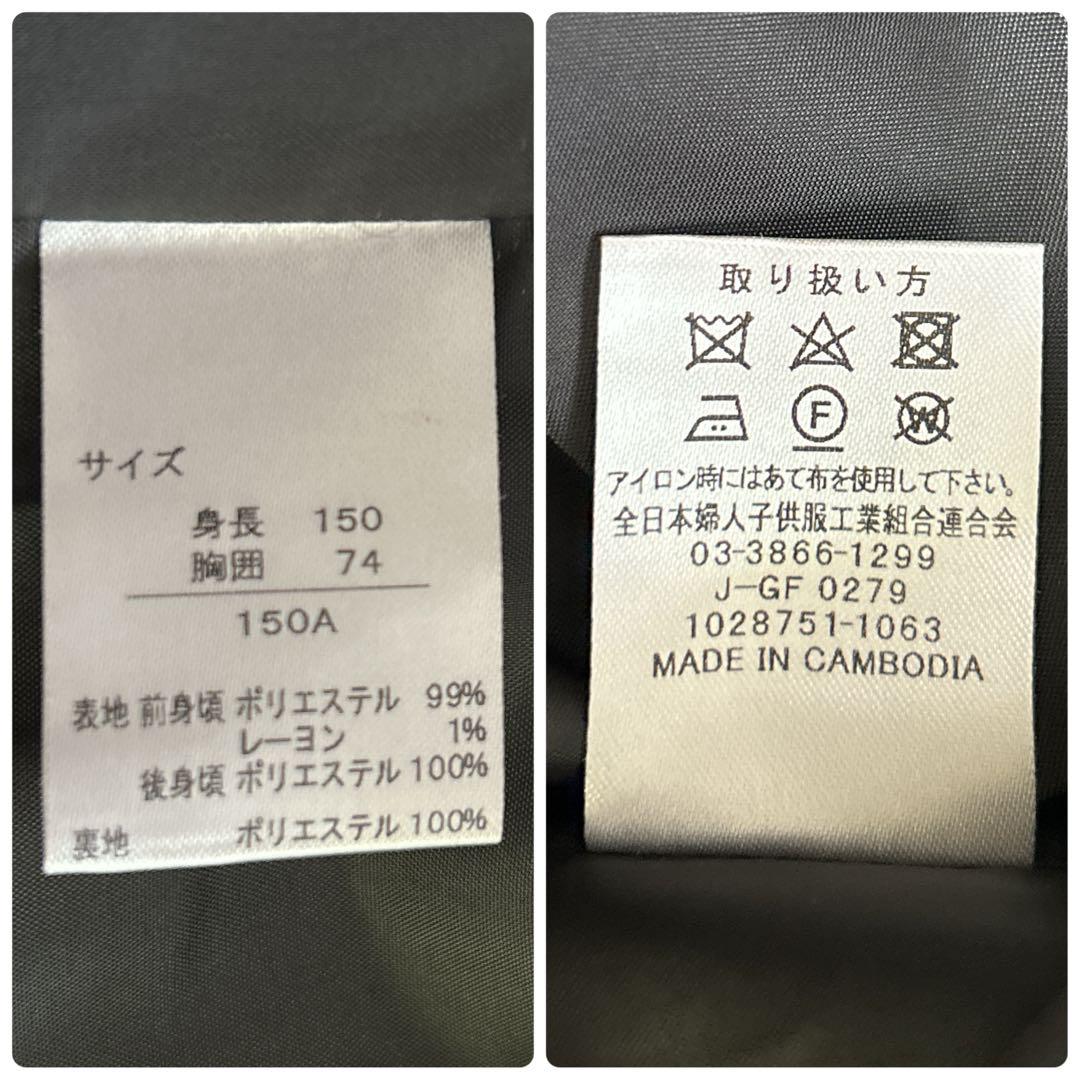 サイズ
身長 150
胸囲 74
150A
表地 前身頃 ポリエステル 99%
レーヨン 1%
後身頃 ポリエステル 100%
裏地 ポリエステル 100%
取り扱い方
F W
アイロン時にはあて布を使用して下さい。
全日本婦人子供服工業組合連合会
03-3866-1299
J-GF 0279
1028751-1063
MADE IN CAMBODIA